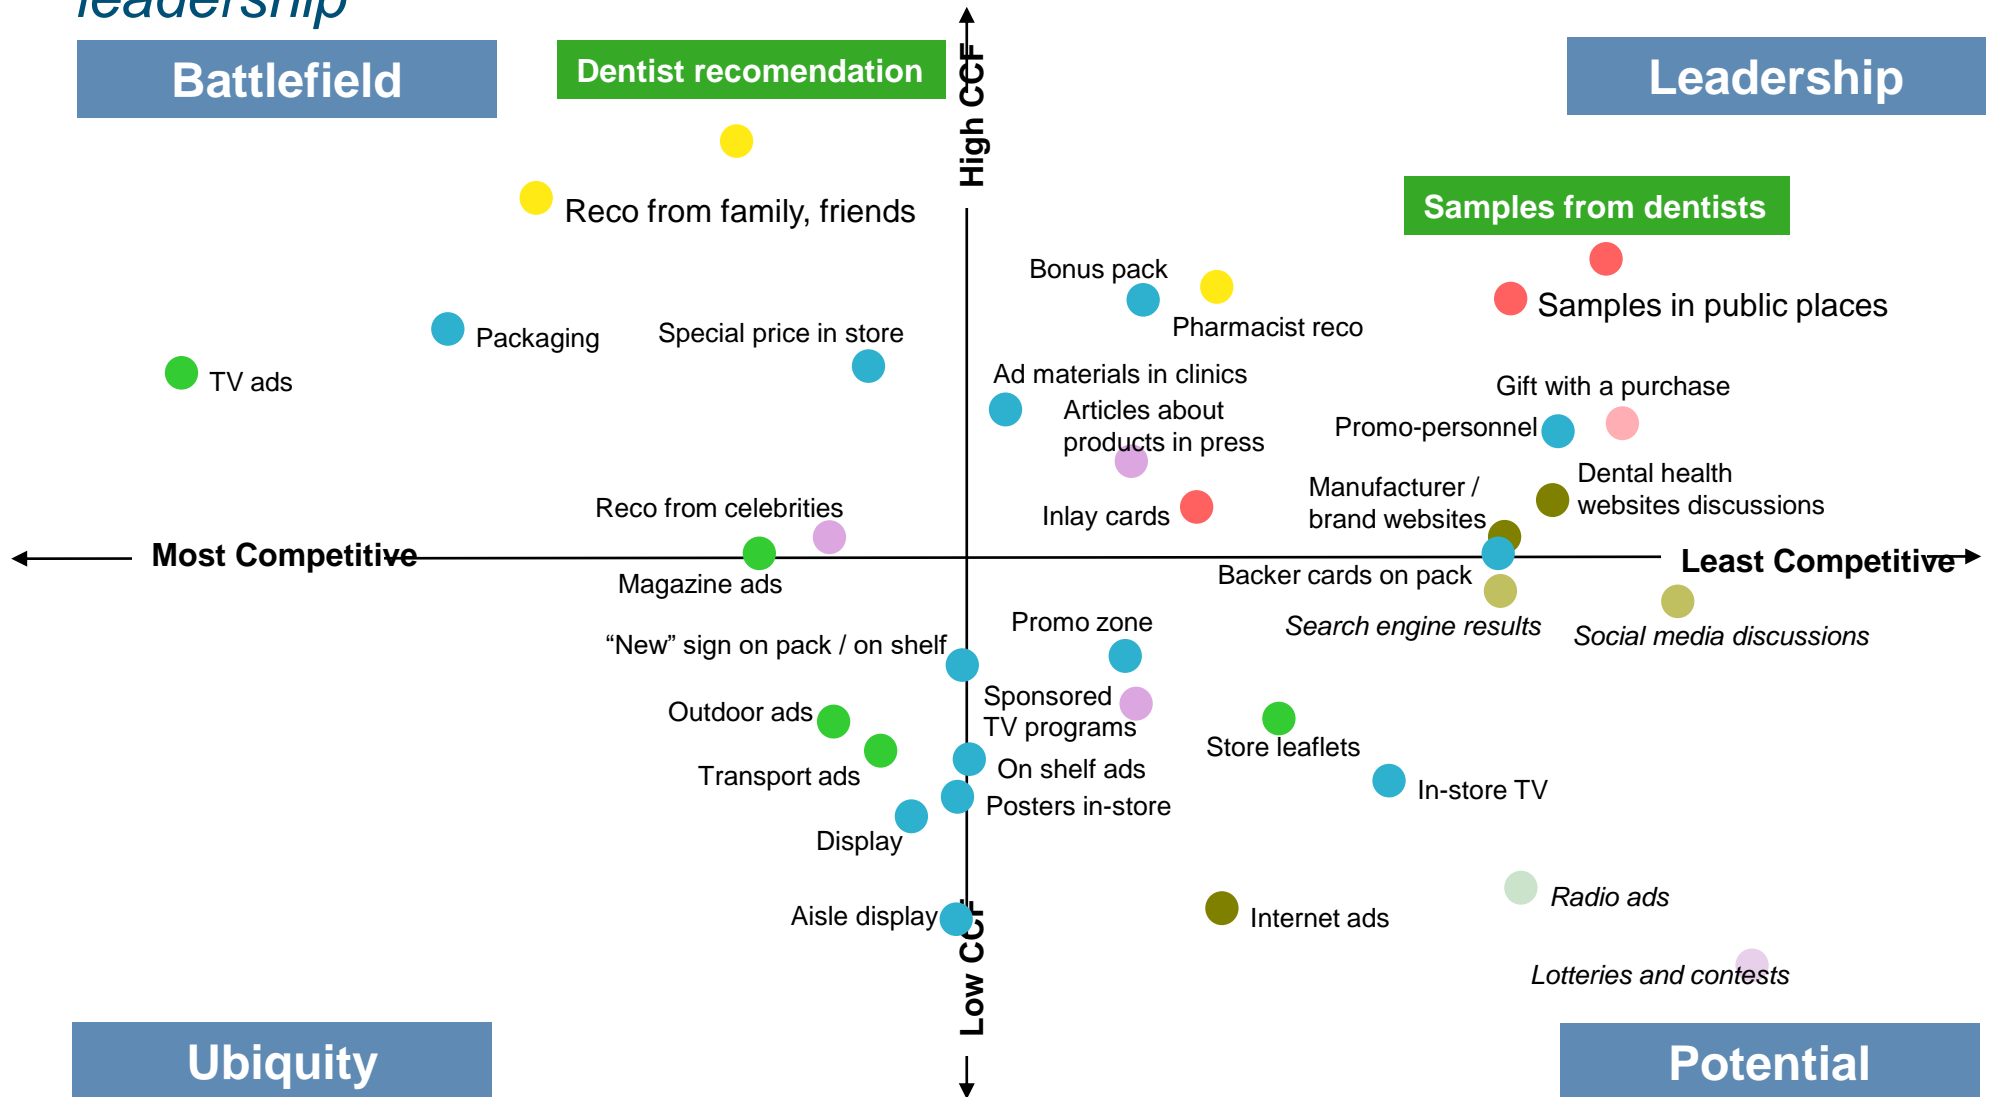 leadership
Battlefield
Dentist recomendation
High CCF
Leadership
Reco from family, friends
Samples from dentists
Bonus pack
Pharmacist reco
Samples in public places
Packaging
Special price in store
TV ads
Ad materials in clinics
Articles about
products in press
Gift with a purchase
Promo-personnel
Dental health
websites discussions
Manufacturer /
brand websites
Inlay cards
Reco from celebrities
Most Competitive
Least Competitive
Magazine ads
Backer cards on pack
Search engine results
Social media discussions
Promo zone
“New” sign on pack / on shelf
Sponsored
TV programs
Outdoor ads
Store leaflets
Transport ads
On shelf ads
In-store TV
Posters in-store
Display
Radio ads
Aisle display
Internet ads
Low CCF
Lotteries and contests
Ubiquity
Potential